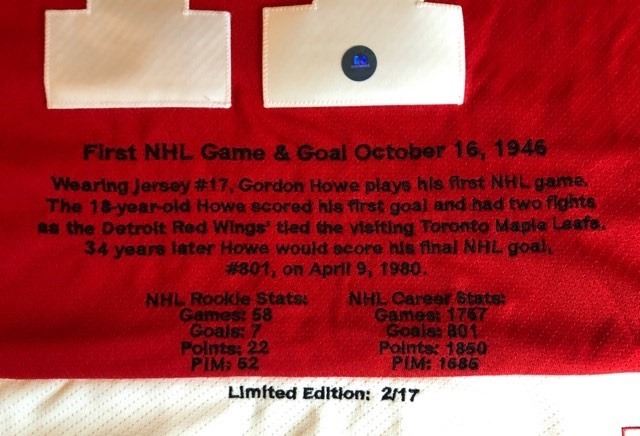 First NHL Game & Goal October 16, 1946
Wearing Jersey #17, Gordon Howe plays his first NHL game.
The 18-year-old Howe scored his first goal and had two fights
as the Detroit Red Wings' tied the visiting Toronto Maple Leafs.
34 years later Howe would score his final NHL goal,
#801, on April 9, 1980.
NHL Rookie Stats: NHL Career Stats:
Games: 58 Games: 1767
Goals: 7 Goals: 801
Points: 22 Points: 1850
PIM: 52 PIM: 1685
Limited Edition: 2/17